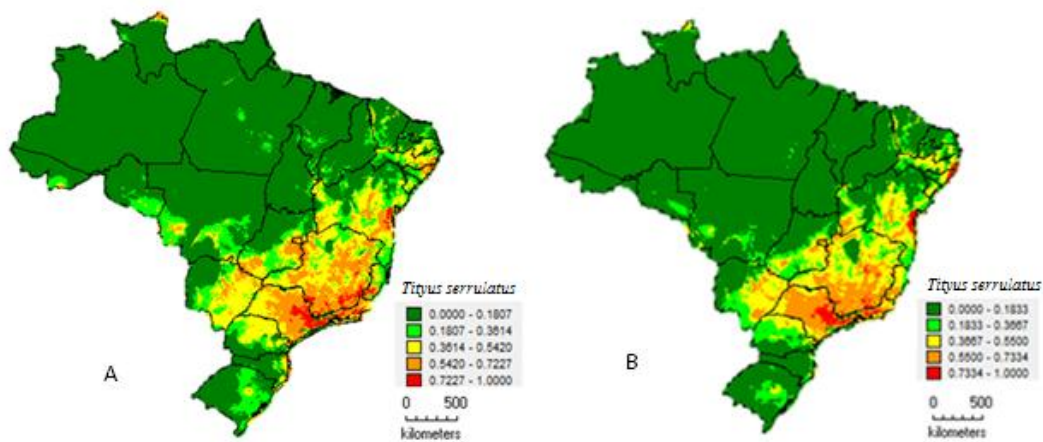 Tityus serrulatus
0.0000 - 0.1807
0.1807 - 0.3614
0.3614 - 0.5420
0.5420 - 0.7227
0.7227 - 1.0000
A
0 500
kilometers
Tityus serrulatus
0.0000 - 0.1833
0.1833 - 0.3667
0.3667 - 0.5500
0.5500 - 0.7334
0.7334 - 1.0000
B
0 500
kilometers